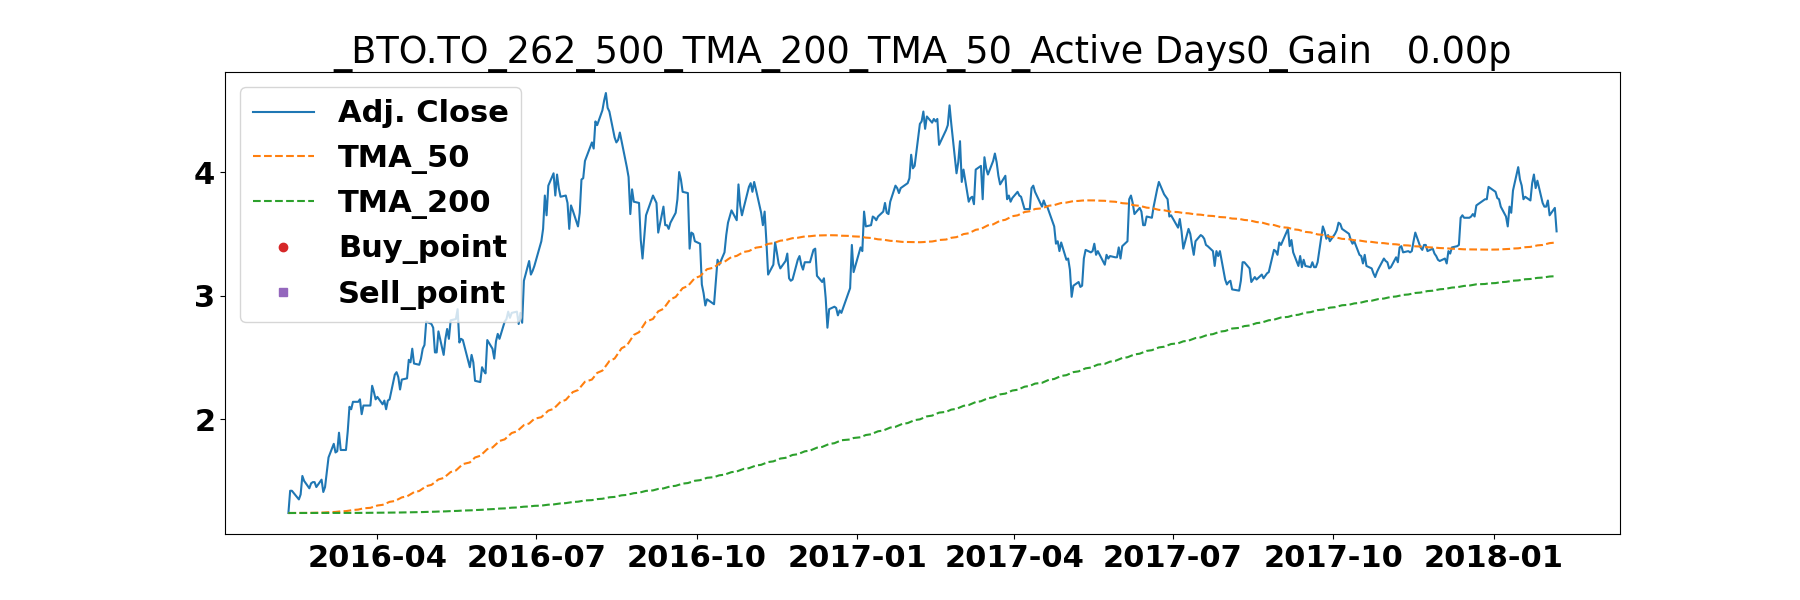 _BTO.TO_262_500_TMA_200_TMA_50_Active Days0_Gain   0.00p
Adj. Close
TMA_50
TMA_200
Buy_point
Sell_point
4
3
2
2016-04 2016-07 2016-10 2017-01 2017-04 2017-07 2017-10 2018-01